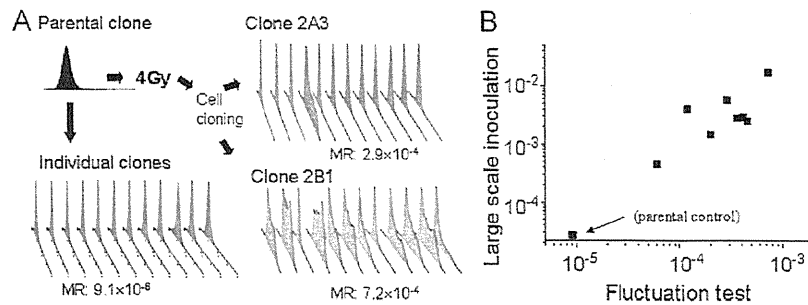 A
Parental clone
4Gy
Cell
cloning
Clone 2A3
MR: 2.9×10-4
Individual clones
MR: 9.1×10-6
Clone 2B1
MR: 7.2×10-4
B
Large scale inoculation
10-2
10-3
10-4
(parental control)
10-5
10-4
10-3
Fluctuation test